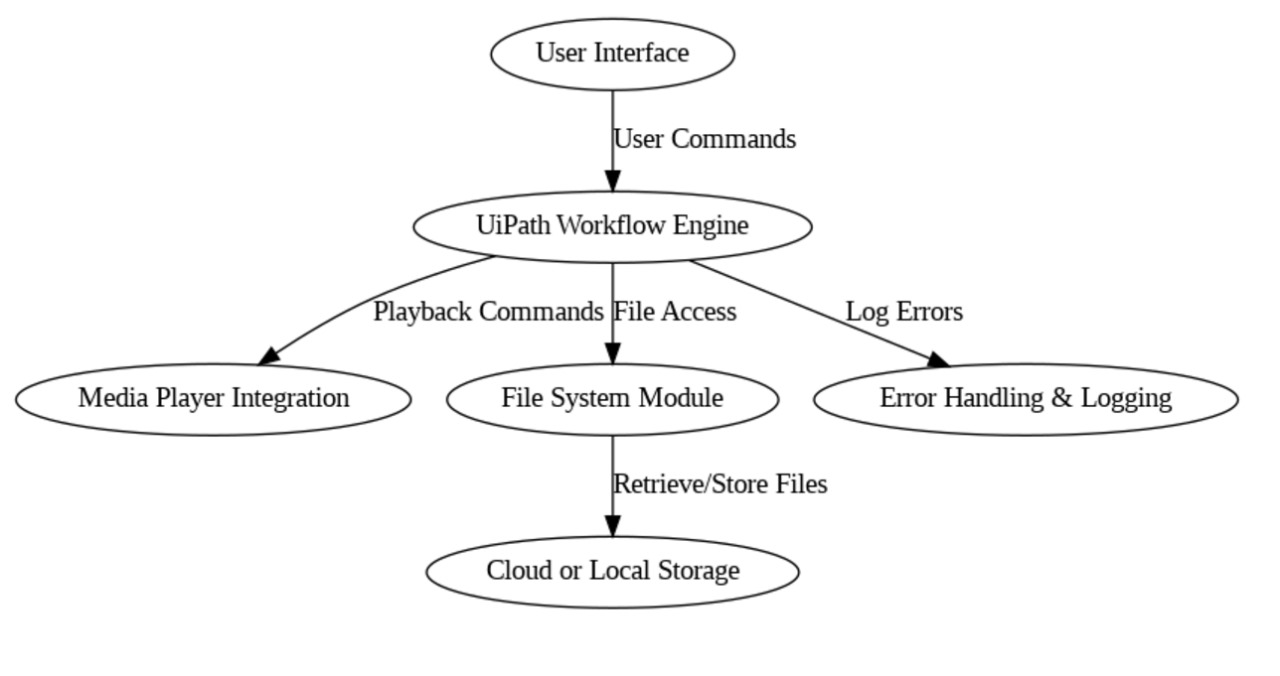 User Interface
User Commands
UiPath Workflow Engine
Playback Commands
File Access
Log Errors
Media Player Integration
File System Module
Error Handling & Logging
Retrieve/Store Files
Cloud or Local Storage